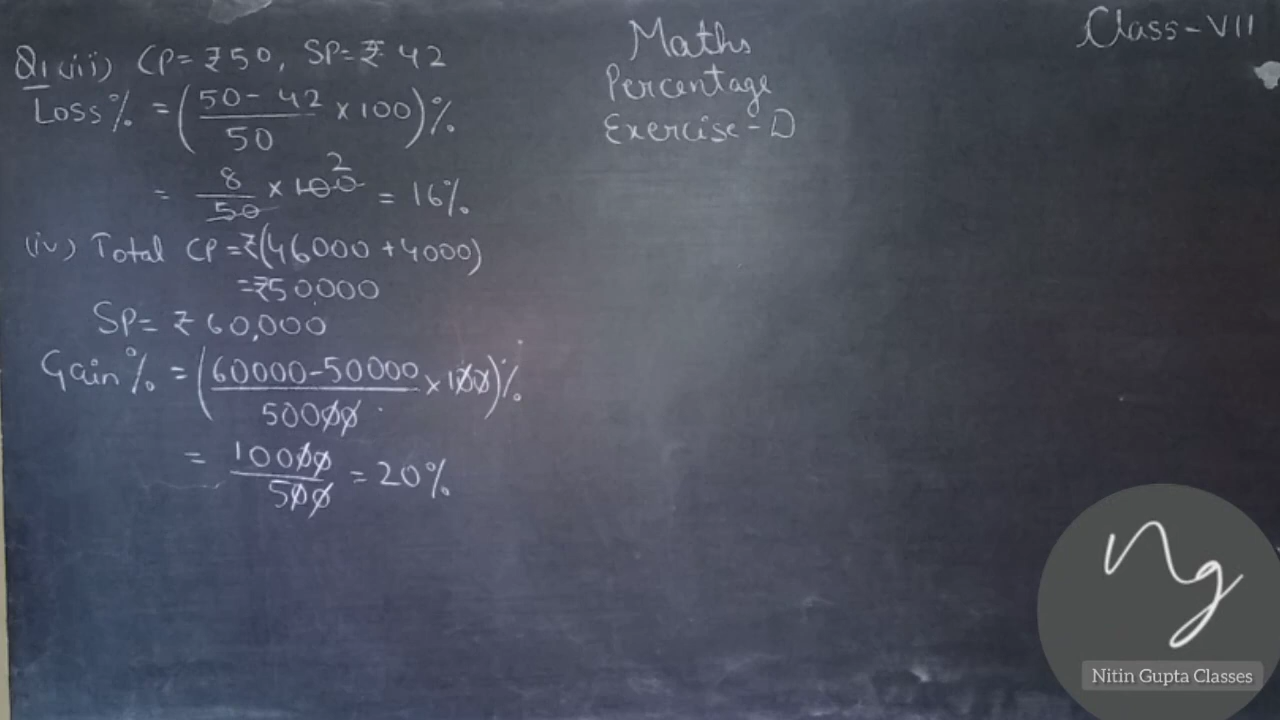 Maths
Class-VII
Percentage
Exercise-D
Q1 (iii) CP= ₹50, SP= ₹ 42
Loss% = (50-42/50 × 100)%
= 8/50 × 100 2 = 16%
(iv) Total CP =₹(46000+4000)
=₹50,000
SP= ₹ 60,000
Gain% = (60000-50000/50000 × 100)%
= 10000/500 = 20%
ng
Nitin Gupta Classes